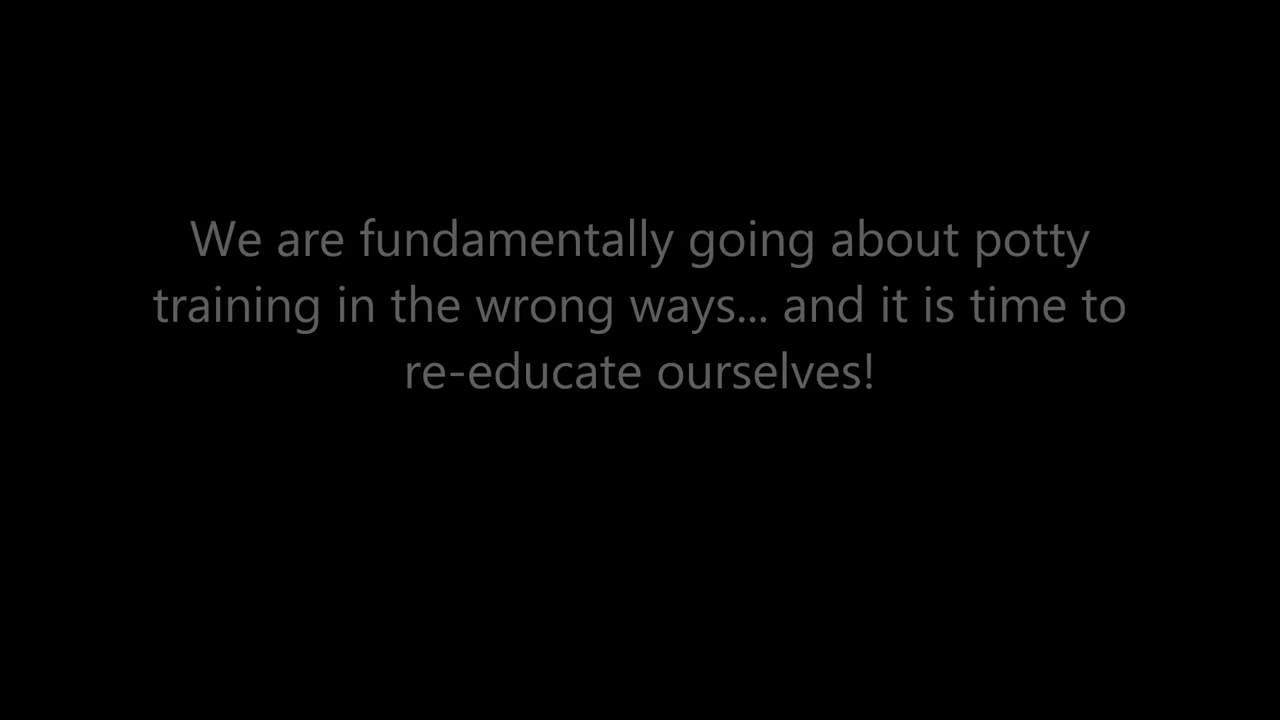 We are fundamentally going about potty
training in the wrong ways... and it is time to
re-educate ourselves!